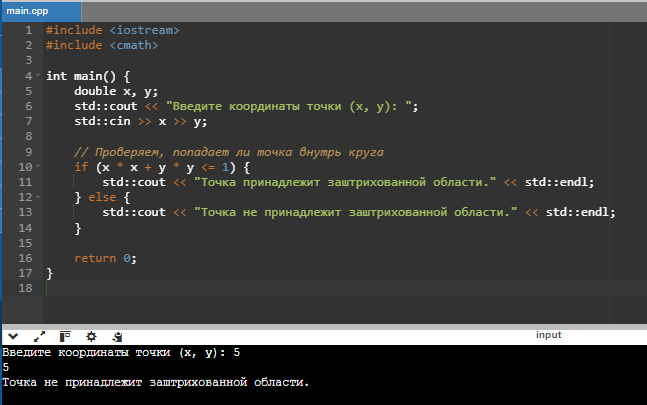 main.cpp
1 #include <iostream>
2 #include <cmath>
3
4 int main() {
5 double x, y;
6 std::cout << "Введите координаты точки (x, y): ";
7 std::cin >> x >> y;
8
9 // Проверяем, попадает ли точка внутрь круга
10 if (x * x + y * y <= 1) {
11 std::cout << "Точка принадлежит заштрихованной области." << std::endl;
12 } else {
13 std::cout << "Точка не принадлежит заштрихованной области." << std::endl;
14 }
15
16 return 0;
17 }
18
input
Введите координаты точки (x, y): 5
5
Точка не принадлежит заштрихованной области.